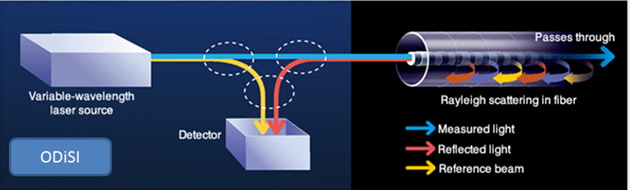 Passes through
Variable-wavelength
laser source
Rayleigh scattering in fiber
Detector
Measured light
Reflected light
Reference beam
ODiSI